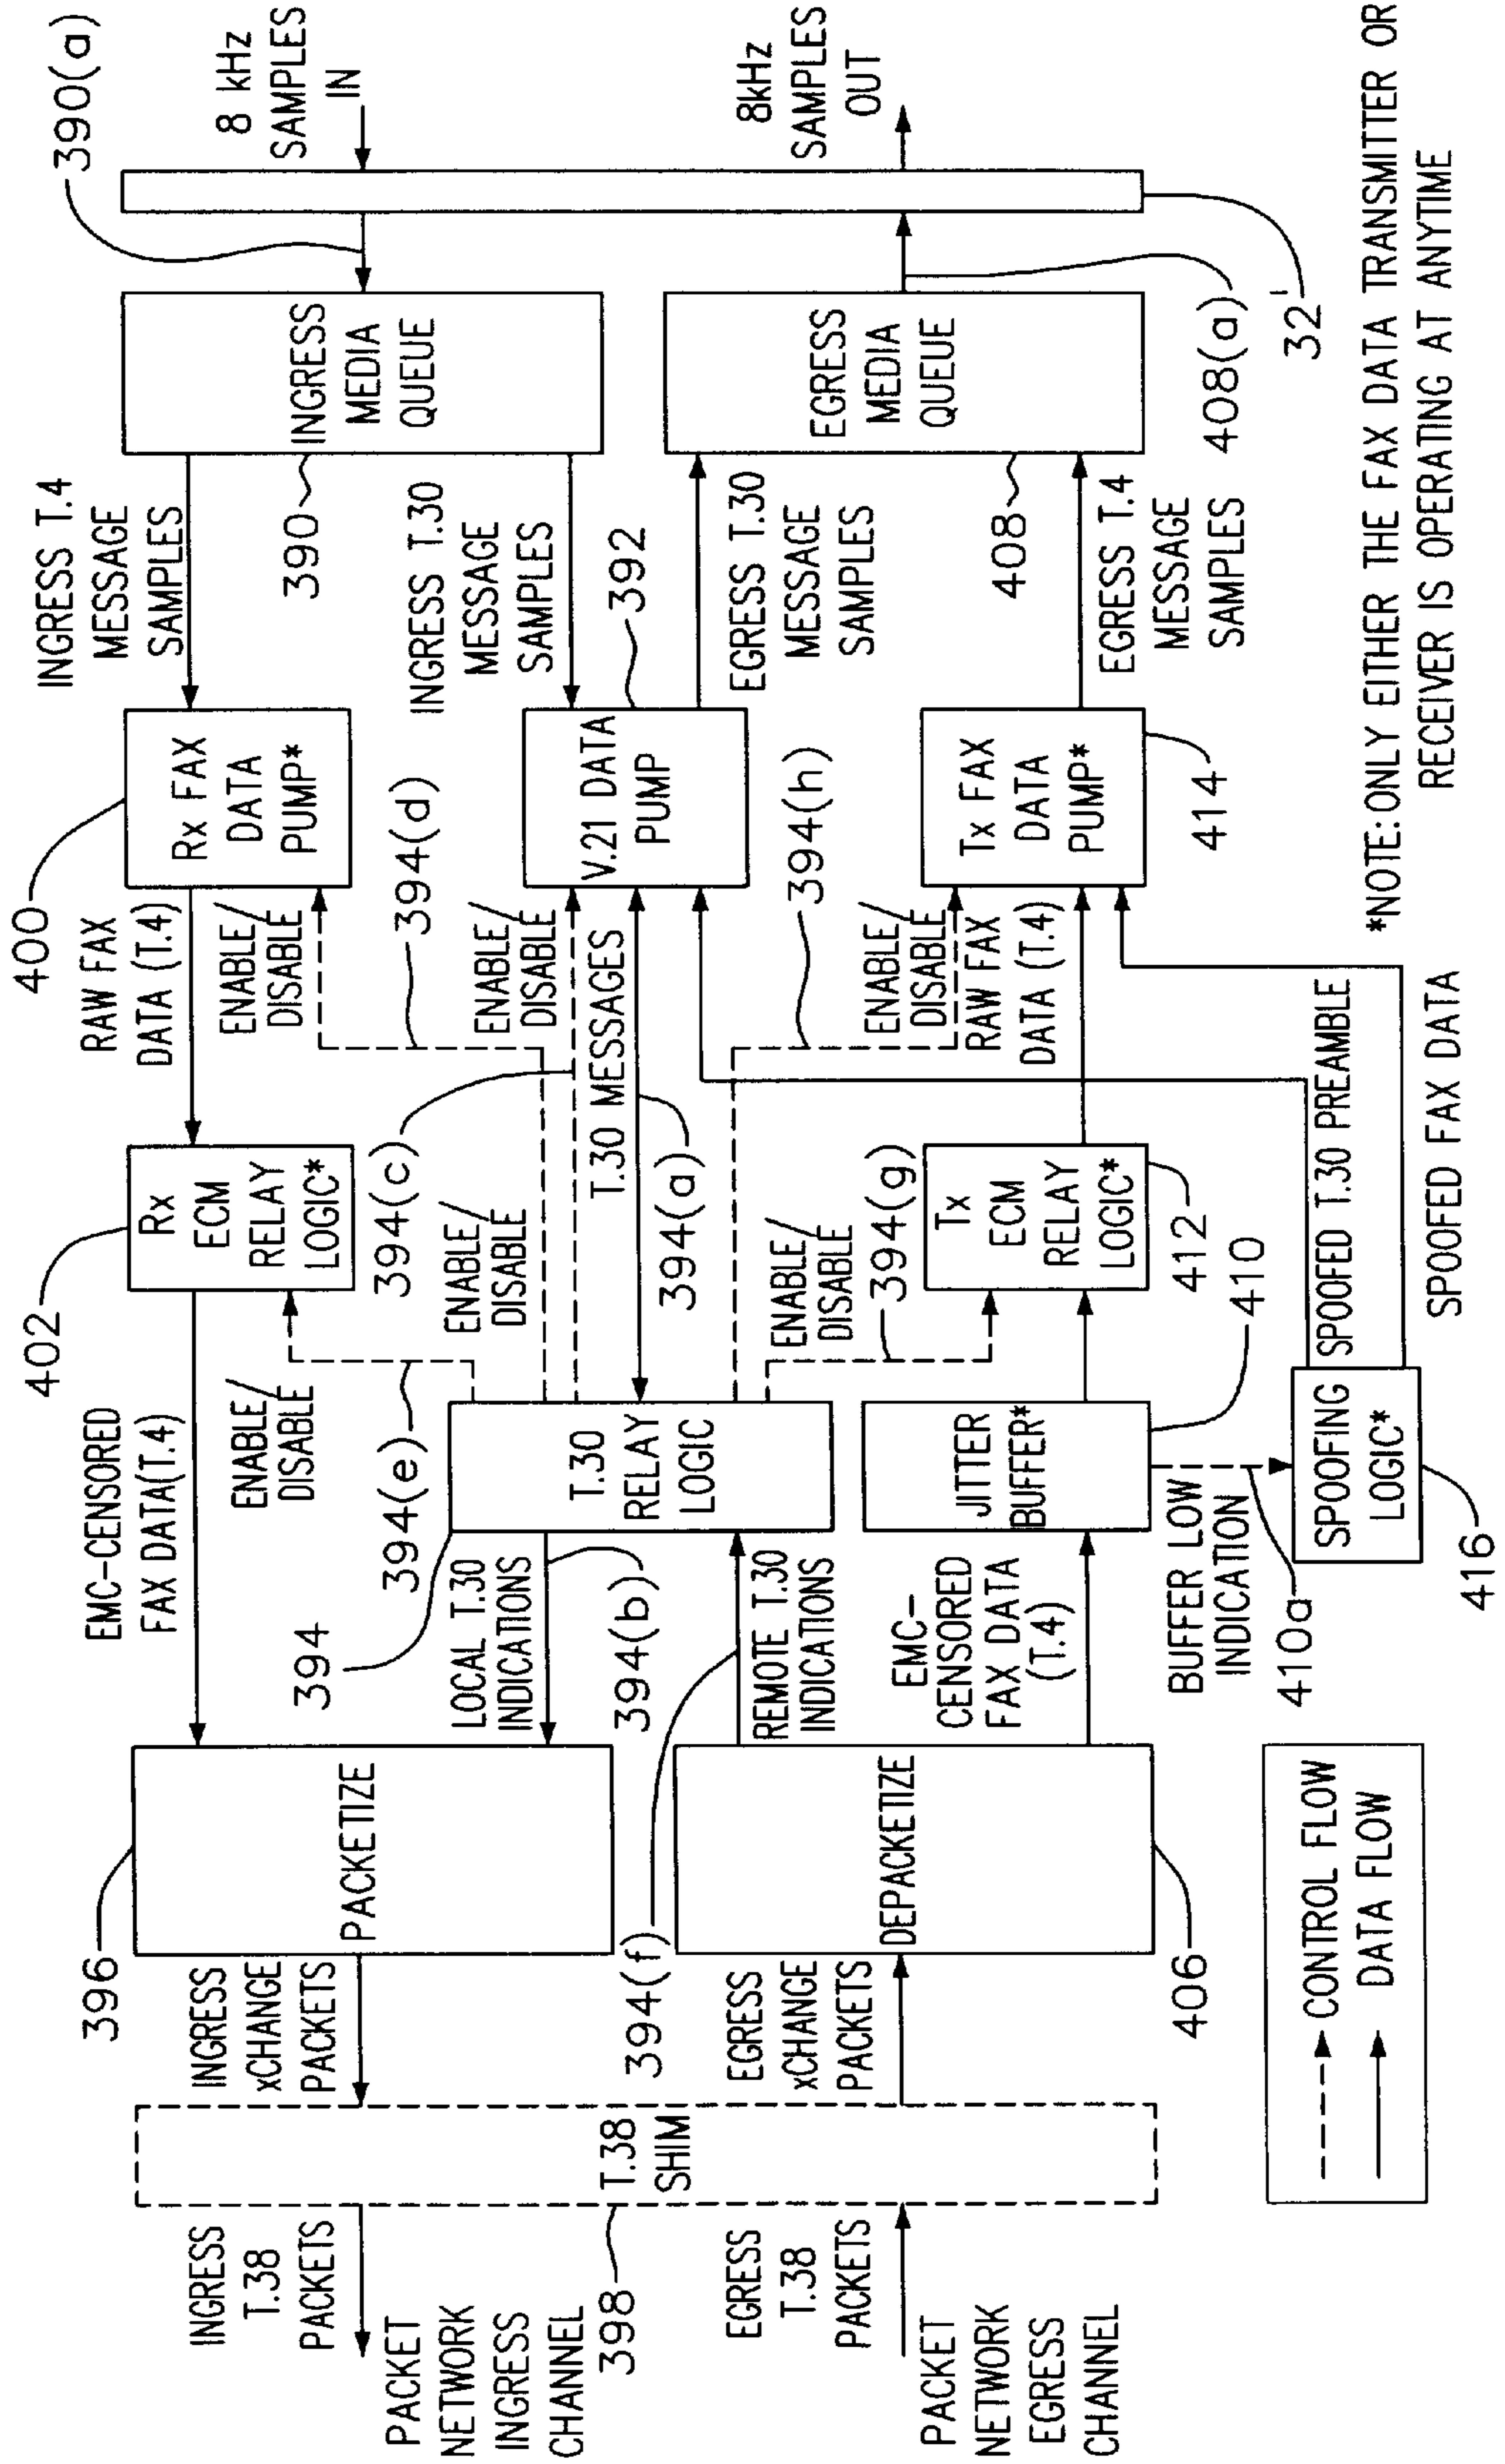 8 kHz
SAMPLES
IN
390(a)
8kHz
SAMPLES
OUT
32'
INGRESS
MEDIA
QUEUE
390
EGRESS
MEDIA
QUEUE
408
408(a)
INGRESS T.4
MESSAGE
SAMPLES
INGRESS T.30
MESSAGE
SAMPLES
EGRESS T.30
MESSAGE
SAMPLES
EGRESS T.4
MESSAGE
SAMPLES
Rx FAX
DATA
PUMP*
400
V.21 DATA
PUMP
392
Tx FAX
DATA
PUMP*
414
RAW FAX
DATA (T.4)
ENABLE/
DISABLE
394(d)
ENABLE/
DISABLE
T.30 MESSAGES
394(c)
394(a)
394(h)
ENABLE/
DISABLE
RAW FAX
DATA (T.4)
Rx
ECM
RELAY
LOGIC*
402
ENABLE/
DISABLE
ENABLE/
DISABLE
394(g)
Tx
ECM
RELAY
LOGIC*
412
410
SPOOFED T.30 PREAMBLE
SPOOFED FAX DATA
EMC-CENSORED
FAX DATA(T.4)
ENABLE/
DISABLE
394(e)
T.30
RELAY
LOGIC
394
JITTER
BUFFER*
SPOOFING
LOGIC*
416
LOCAL T.30
INDICATIONS
394(b)
REMOTE T.30
INDICATIONS
394(f)
EMC-
CENSORED
FAX DATA
(T.4)
BUFFER LOW
INDICATION
410a
PACKETIZE
396
DEPACKETIZE
406
INGRESS
xCHANGE
PACKETS
EGRESS
xCHANGE
PACKETS
T.38
SHIM
398
INGRESS
T.38
PACKETS
EGRESS
T.38
PACKETS
PACKET
NETWORK
INGRESS
CHANNEL
PACKET
NETWORK
EGRESS
CHANNEL
CONTROL FLOW
DATA FLOW
*NOTE:ONLY EITHER THE FAX DATA TRANSMITTER OR
RECEIVER IS OPERATING AT ANYTIME